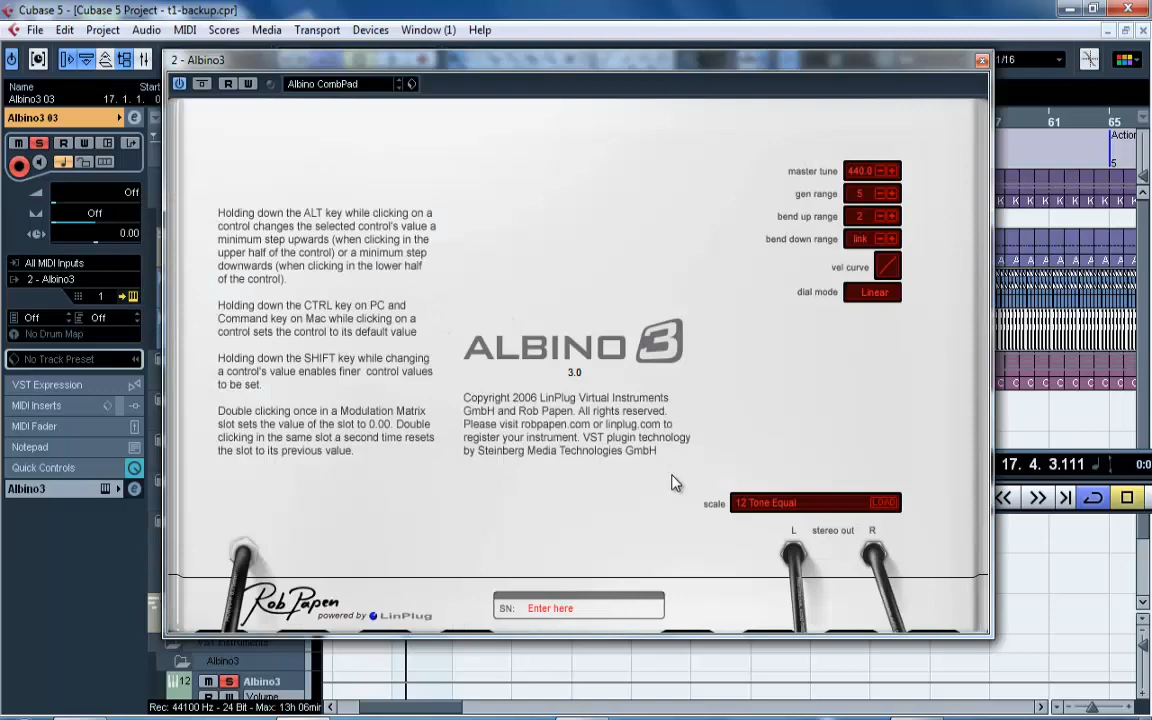 Cubase 5 - [Cubase 5 Project - t1-backup.cpr]
File Edit Project Audio MIDI Scores Media Transport Devices Window (1) Help
2 - Albino3
1/16
R W Albino CombPad
Name Start
Albino3 03 17. 1. 1. 0
Albino3 03 e
61 65
Action
5
M S R W
Off
Off
0.00
All MIDI Inputs
2 - Albino3
1
Off Off
No Drum Map
No Track Preset
VST Expression
MIDI Inserts
MIDI Fader
Notepad
Quick Controls
Albino3 e
Holding down the ALT key while clicking on a
control changes the selected control's value a
minimum step upwards (when clicking in the
upper half of the control) or a minimum step
downwards (when clicking in the lower half
of the control).
Holding down the CTRL key on PC and
Command key on Mac while clicking on a
control sets the control to its default value
Holding down the SHIFT key while changing
a control's value enables finer control values
to be set.
Double clicking once in a Modulation Matrix
slot sets the value of the slot to 0.00. Double
clicking in the same slot a second time resets
the slot to its previous value.
ALBINO 3
3.0
Copyright 2006 LinPlug Virtual Instruments
GmbH and Rob Papen. All rights reserved.
Please visit robpapen.com or linplug.com to
register your instrument. VST plugin technology
by Steinberg Media Technologies GmbH
master tune 440.0
gen range 5
bend up range 2
bend down range link
vel curve
dial mode Linear
scale 12 Tone Equal LOAD
L stereo out R
17. 4. 3.111
Rob Papen
powered by LinPlug
SN: Enter here
VST Instruments
Albino3
12 M S Albino3
R W Volume
Rec: 44100 Hz - 24 Bit - Max: 13h 06min